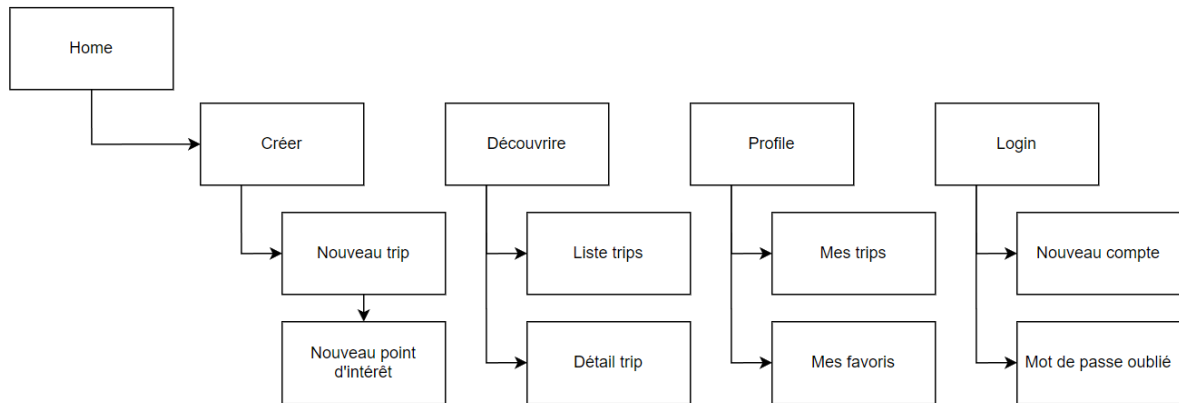 Home
Créer
Découvrire
Profile
Login
Nouveau trip
Liste trips
Mes trips
Nouveau compte
Nouveau point
d'intérêt
Détail trip
Mes favoris
Mot de passe oublié